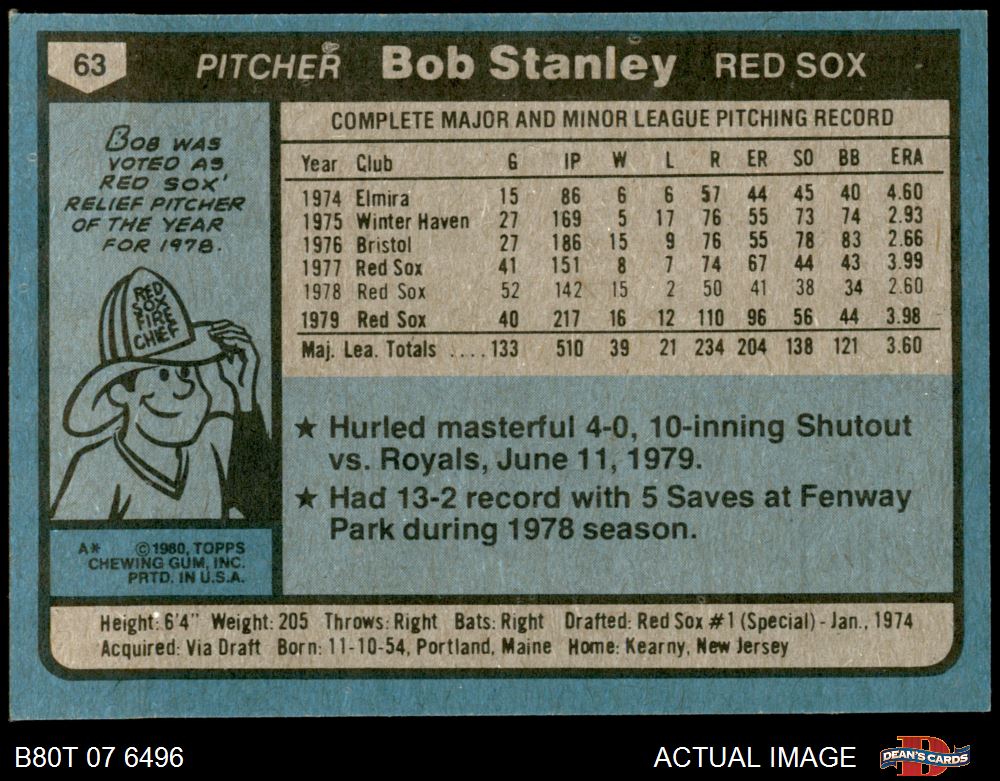 63 PITCHER Bob Stanley RED SOX
BOB WAS
VOTED AS
RED SOX'
RELIEF PITCHER
OF THE YEAR
FOR 1978.
RED
SOX
FIRE
CHIEF
A* ©1980, TOPPS
CHEWING GUM, INC.
PRTD. IN U.S.A.
COMPLETE MAJOR AND MINOR LEAGUE PITCHING RECORD
Year Club G IP W L R ER SO BB ERA
1974 Elmira 15 86 6 6 57 44 45 40 4.60
1975 Winter Haven 27 169 5 17 76 55 73 74 2.93
1976 Bristol 27 186 15 9 76 55 78 83 2.66
1977 Red Sox 41 151 8 7 74 67 44 43 3.99
1978 Red Sox 52 142 15 2 50 41 38 34 2.60
1979 Red Sox 40 217 16 12 110 96 56 44 3.98
Maj. Lea. Totals ....133 510 39 21 234 204 138 121 3.60
★ Hurled masterful 4-0, 10-inning Shutout
vs. Royals, June 11, 1979.
★ Had 13-2 record with 5 Saves at Fenway
Park during 1978 season.
Height: 6'4" Weight: 205 Throws: Right Bats: Right Drafted: Red Sox #1 (Special) - Jan., 1974
Acquired: Via Draft Born: 11-10-54, Portland, Maine Home: Kearny, New Jersey
B80T 07 6496 ACTUAL IMAGE DEAN'S CARDS